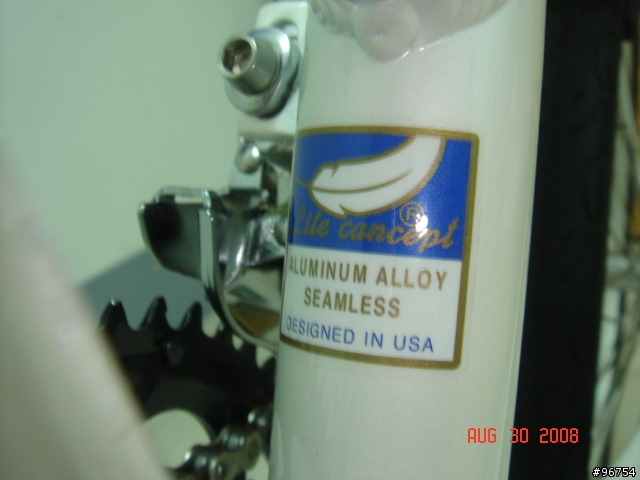 Lite concept®
ALUMINUM ALLOY
SEAMLESS
DESIGNED IN USA
AUG 30 2008
#96754